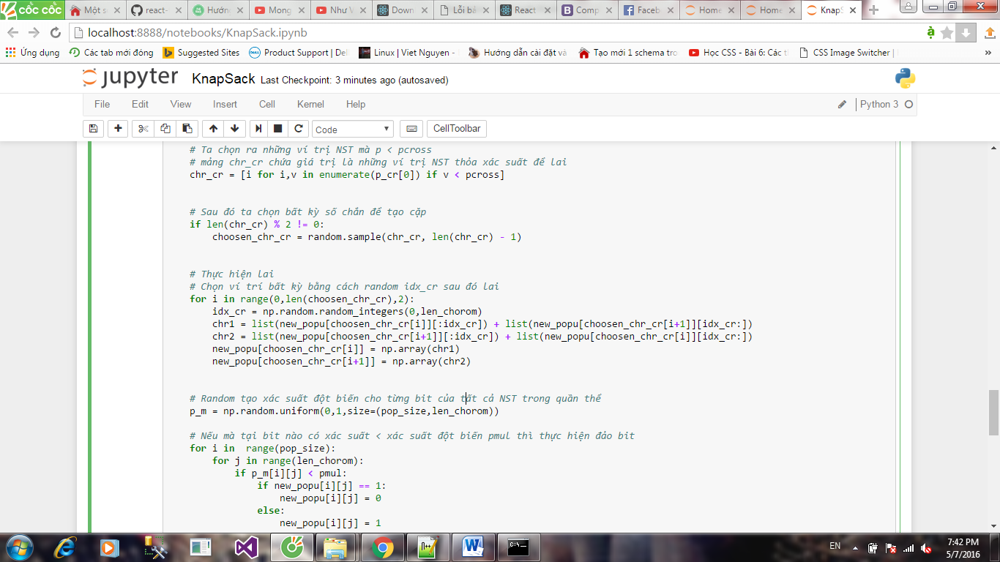 cốc cốc
Một s
react-
Hướn
Mong
Như V
Down
Lỗi bả
React
Comp
Faceb
Home
Home
KnapS
localhost:8888/notebooks/KnapSack.ipynb
Ứng dụng
Các tab mới đóng
Suggested Sites
Product Support | Del
Linux | Viet Nguyen -
Hướng dẫn cài đặt và
Tạo mới 1 schema tro
Học CSS - Bài 6: Các t
CSS Image Switcher |
»
jupyter KnapSack Last Checkpoint: 3 minutes ago (autosaved)
File Edit View Insert Cell Kernel Help Python 3
Code CellToolbar
# Ta chọn ra những ví trị NST mà p < pcross
# mảng chr_cr chứa giá trị là những ví trị NST thỏa xác suất để lai
chr_cr = [i for i,v in enumerate(p_cr[0]) if v < pcross]
# Sau đó ta chọn bất kỳ số chẳn để tạo cặp
if len(chr_cr) % 2 != 0:
choosen_chr_cr = random.sample(chr_cr, len(chr_cr) - 1)
# Thực hiện lai
# Chọn ví trí bất kỳ bằng cách random idx_cr sau đó lai
for i in range(0,len(choosen_chr_cr),2):
idx_cr = np.random.random_integers(0,len_chorom)
chr1 = list(new_popu[choosen_chr_cr[i]][:idx_cr]) + list(new_popu[choosen_chr_cr[i+1]][idx_cr:])
chr2 = list(new_popu[choosen_chr_cr[i+1]][:idx_cr]) + list(new_popu[choosen_chr_cr[i]][idx_cr:])
new_popu[choosen_chr_cr[i]] = np.array(chr1)
new_popu[choosen_chr_cr[i+1]] = np.array(chr2)
# Random tạo xác suất đột biến cho từng bit của tất cả NST trong quần thể
p_m = np.random.uniform(0,1,size=(pop_size,len_chorom))
# Nếu mà tại bit nào có xác suất < xác suất đột biến pmul thì thực hiện đảo bit
for i in  range(pop_size):
for j in range(len_chorom):
if p_m[i][j] < pmul:
if new_popu[i][j] == 1:
new_popu[i][j] = 0
else:
new_popu[i][j] = 1
EN
7:42 PM
5/7/2016